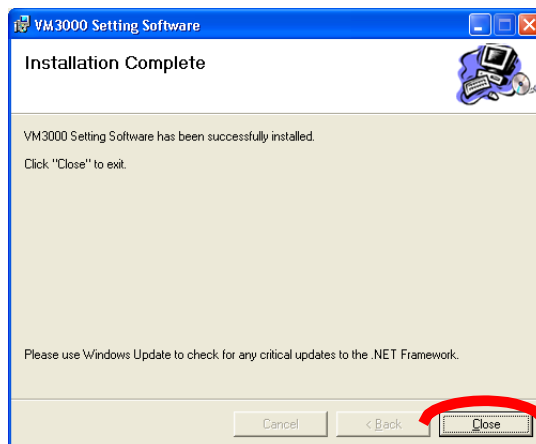 VM3000 Setting Software
Installation Complete
VM3000 Setting Software has been successfully installed.
Click "Close" to exit.
Please use Windows Update to check for any critical updates to the .NET Framework.
Cancel
< Back
Close